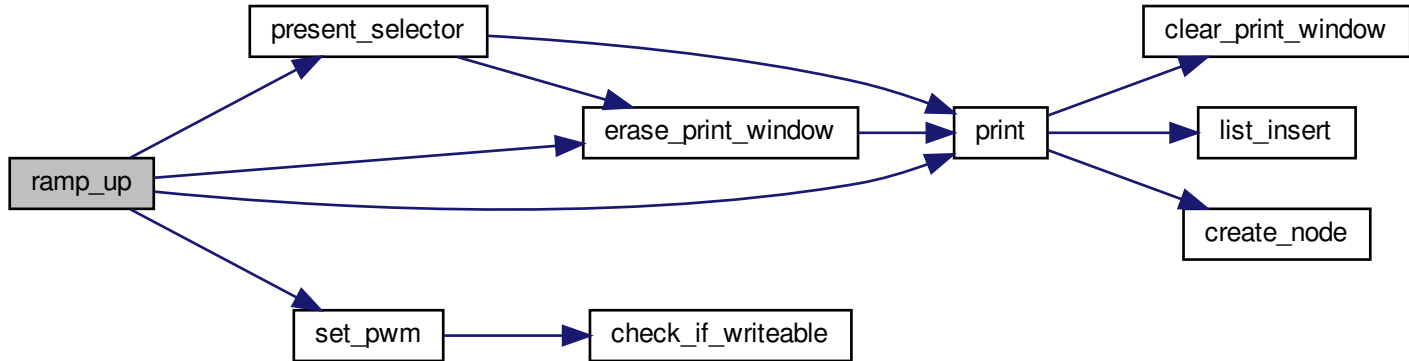 present_selector
clear_print_window
erase_print_window
print
list_insert
ramp_up
create_node
set_pwm
check_if_writeable